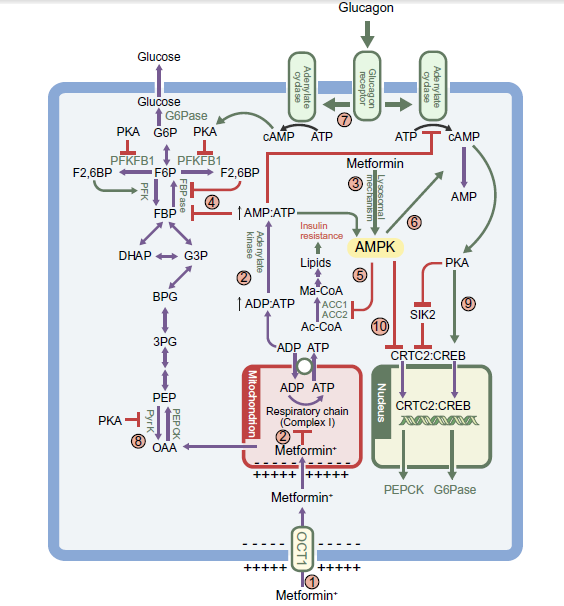 Glucagon
Glucose
Adenylate
cyclase
Glucagon
receptor
Adenylate
cyclase
Glucose
G6Pase
7
PKA
G6P
PKA
cAMP
ATP
ATP
cAMP
PFKFB1
PFKFB1
Metformin
F2,6BP
F6P
F2,6BP
3
Lysosomal
mechanism
AMP
PFK
FBPase
4
FBP
AMP:ATP
6
Insulin
resistance
AMPK
DHAP
G3P
Adenylate
kinase
Lipids
5
PKA
2
BPG
Ma-CoA
ADP:ATP
ACC1
ACC2
9
SIK2
Ac-CoA
10
3PG
ADP ATP
CRTC2:CREB
Mitochondrion
ADP ATP
Nucleus
PEP
Respiratory chain
(Complex I)
CRTC2:CREB
PKA
PyrK
PEPCK
8
2
OAA
Metformin⁺
- - - - - - - - - -
+++++ +++++
PEPCK G6Pase
Metformin⁺
OCT1
- - - - - - - - - -
+++++ +++++
1
Metformin⁺